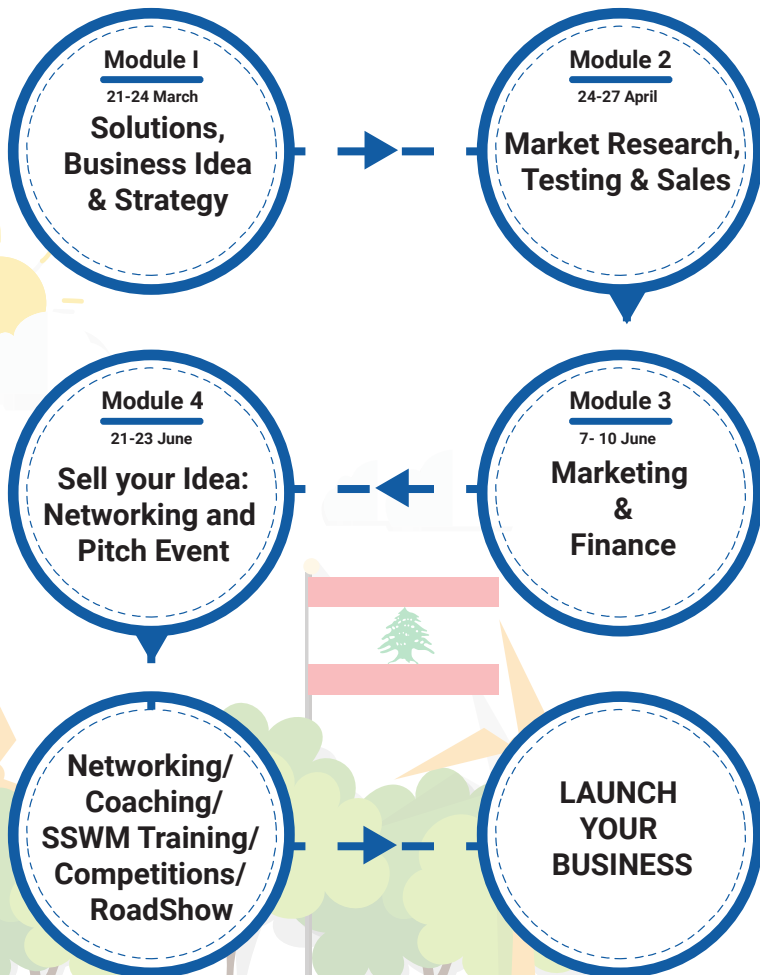 Module I
21-24 March
Solutions,
Business Idea
& Strategy
Module 2
24-27 April
Market Research,
Testing & Sales
Module 3
7- 10 June
Marketing
&
Finance
Module 4
21-23 June
Sell your Idea:
Networking and
Pitch Event
Networking/
Coaching/
SSWM Training/
Competitions/
RoadShow
LAUNCH
YOUR
BUSINESS